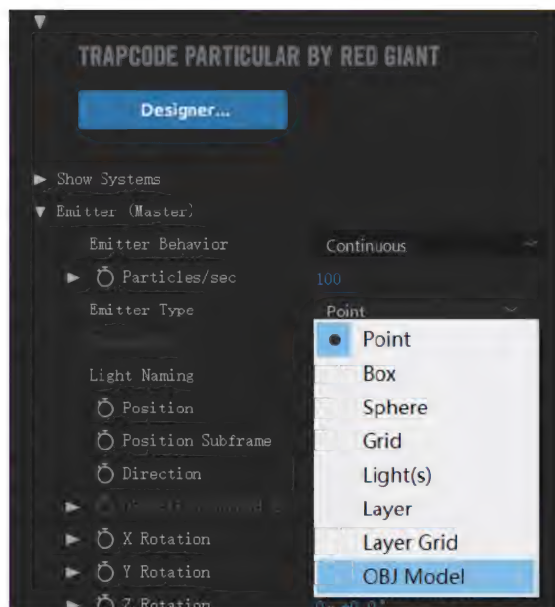 TRAPCODE PARTICULAR BY RED GIANT
Designer...
Show Systems
Emitter (Master)
Emitter Behavior Continuous
Particles/sec 100
Emitter Type Point
Point
Box
Light Naming
Sphere
Position
Grid
Position Subframe
Light(s)
Direction
Layer
X Rotation
Layer Grid
Y Rotation
OBJ Model
Z Rotation